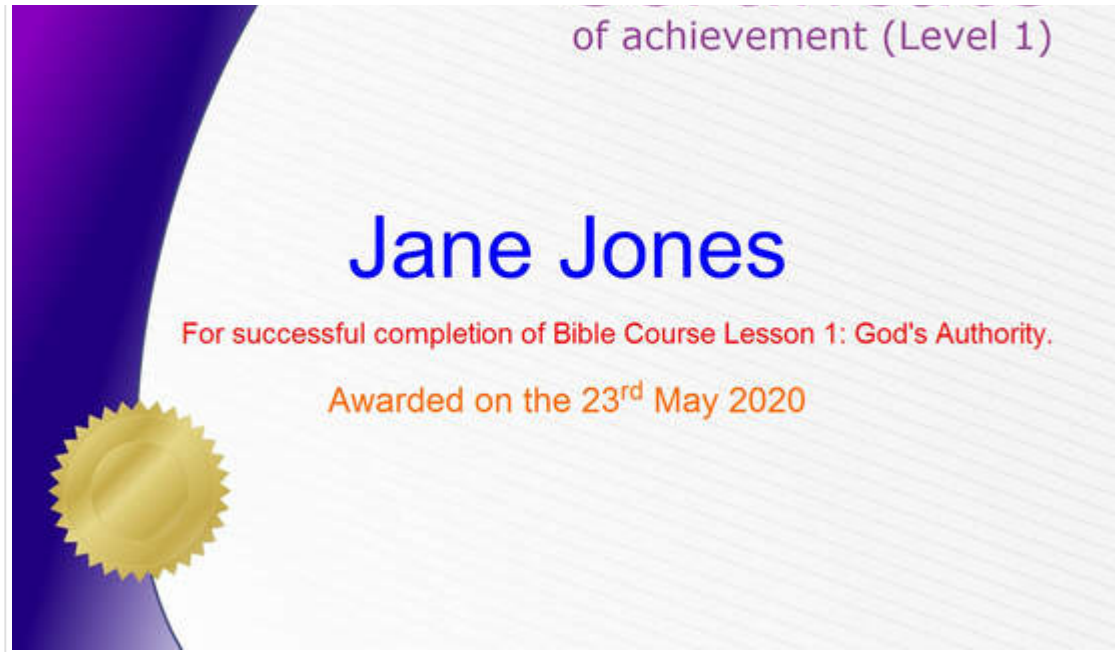 of achievement (Level 1)
Jane Jones
For successful completion of Bible Course Lesson 1: God's Authority.
Awarded on the 23rd May 2020